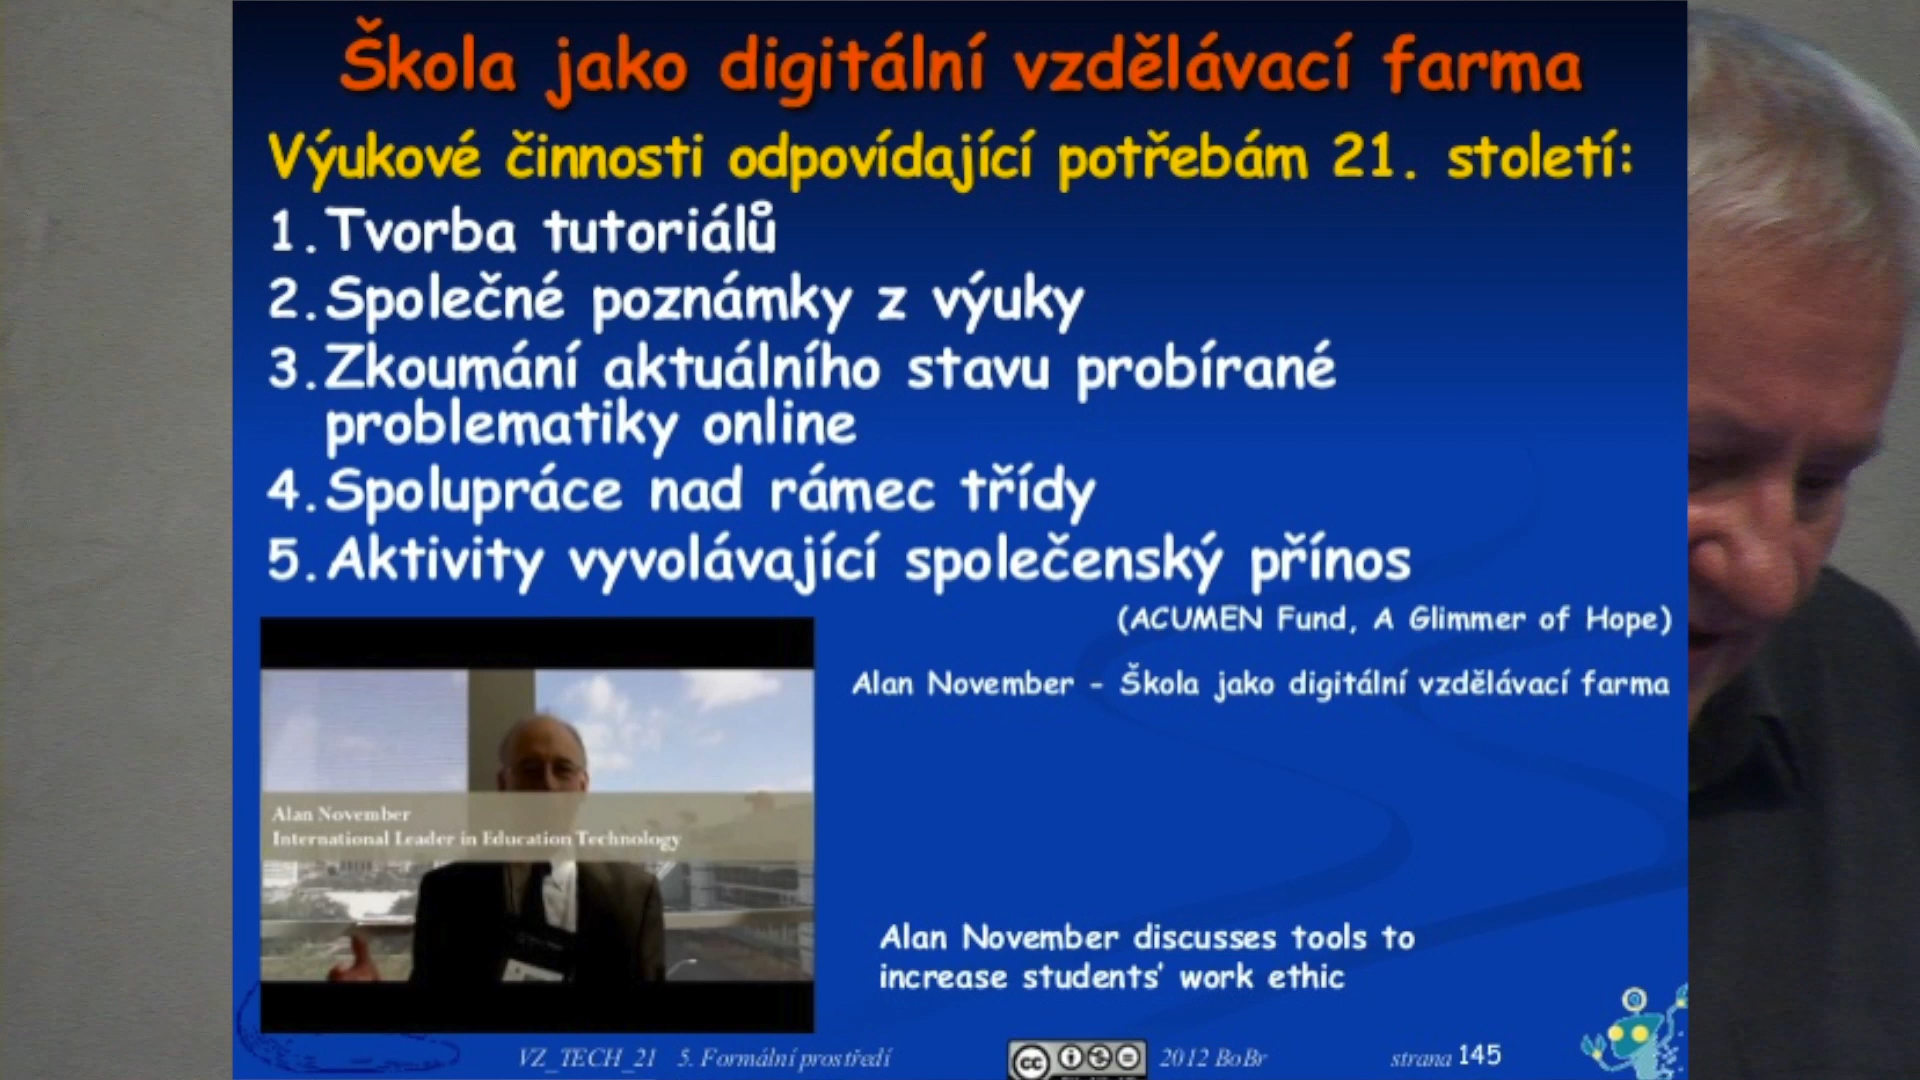 Škola jako digitální vzdělávací farma
Výukové činnosti odpovídající potřebám 21. století:
1. Tvorba tutoriálů
2. Společné poznámky z výuky
3. Zkoumání aktuálního stavu probírané
problematiky online
4. Spolupráce nad rámec třídy
5. Aktivity vyvolávající společenský přínos
(ACUMEN Fund, A Glimmer of Hope)
Alan November - Škola jako digitální vzdělávací farma
Alan November
International Leader in Education Technology
Alan November discusses tools to
increase students' work ethic
VZ_TECH_21 5. Formální prostředí
cc
2012 BoBr
strana 145